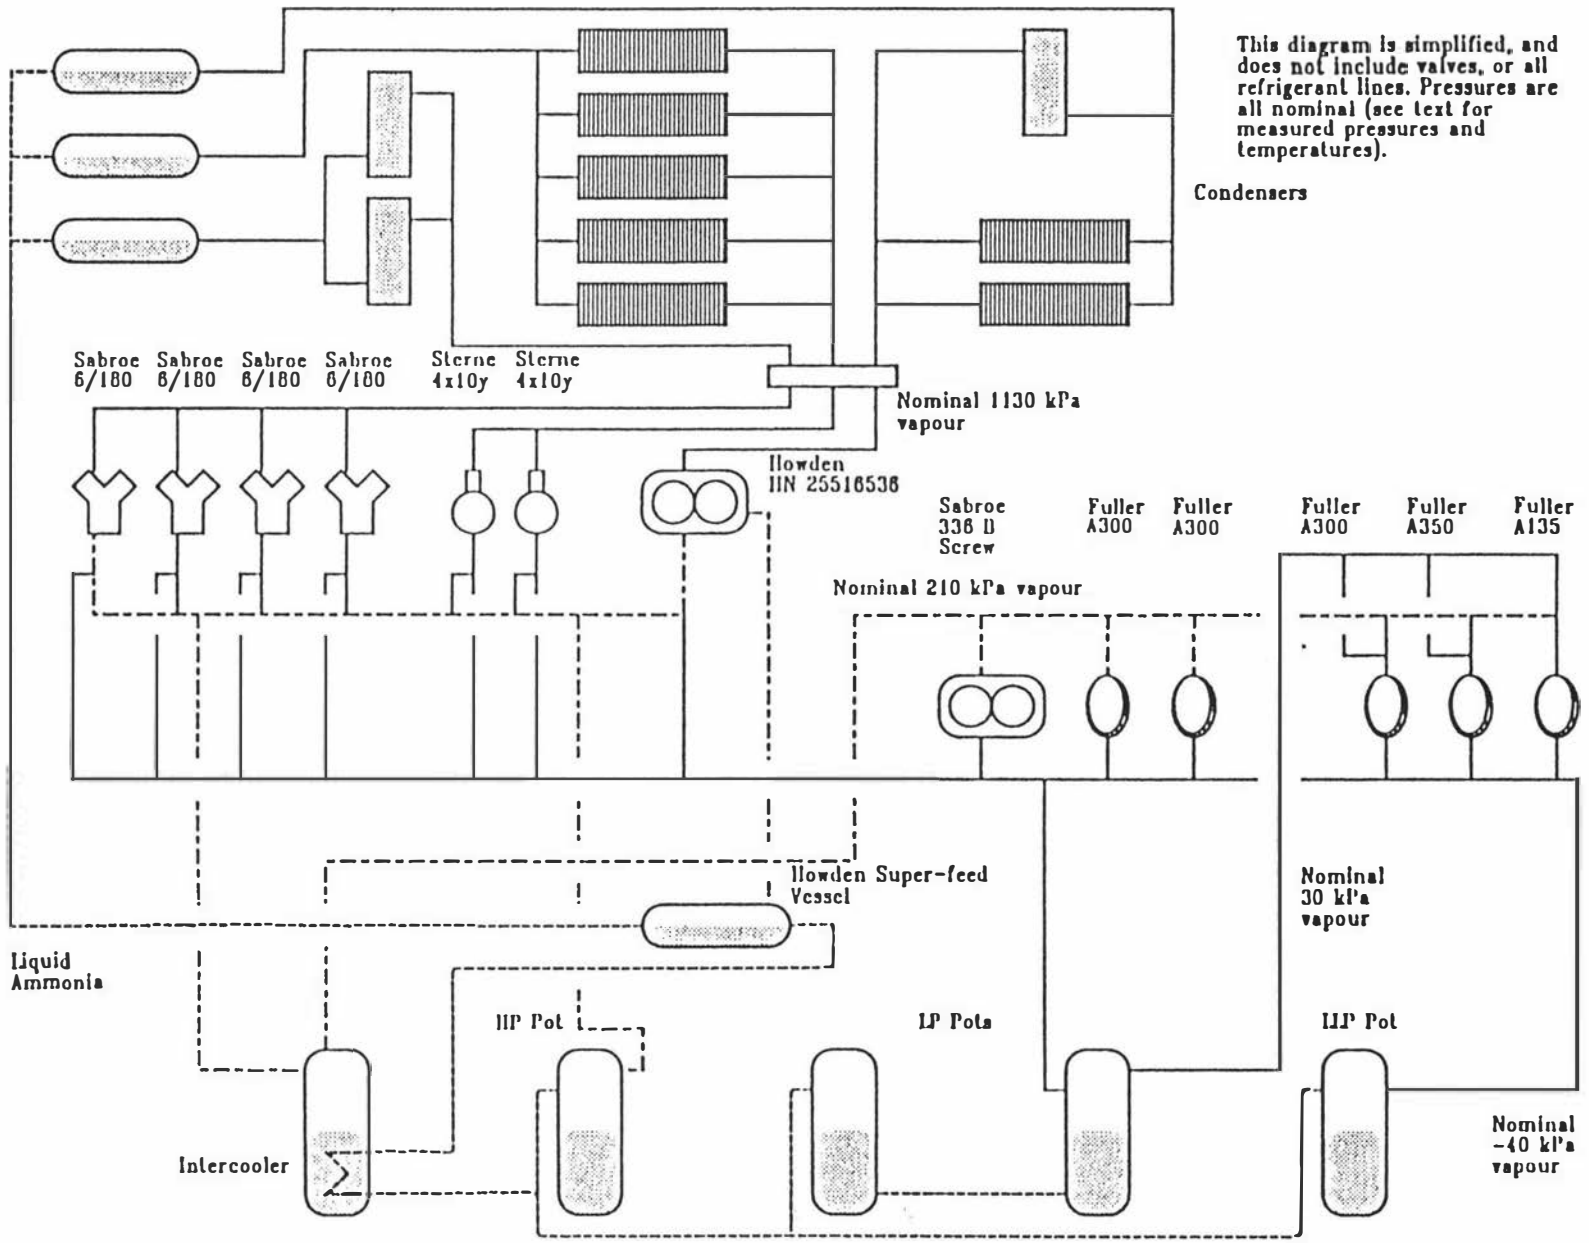 This diagram is simplified, and
does not include valves, or all
refrigerant lines. Pressures are
all nominal (see text for
measured pressures and
temperatures).
Condensers
Sabroe
6/180
Sabroe
6/180
Sabroe
6/180
Sabroe
6/180
Sterne
4x10y
Sterne
4x10y
Nominal 1130 kPa
vapour
Howden
HN 25516536
Sabroe
336 B
Screw
Fuller
A300
Fuller
A300
Fuller
A300
Fuller
A350
Fuller
A135
Nominal 210 kPa vapour
Howden Super-feed
Vessel
Nominal
30 kPa
vapour
Liquid
Ammonia
HP Pot
LP Pots
LLP Pot
Intercooler
Nominal
-40 kPa
vapour